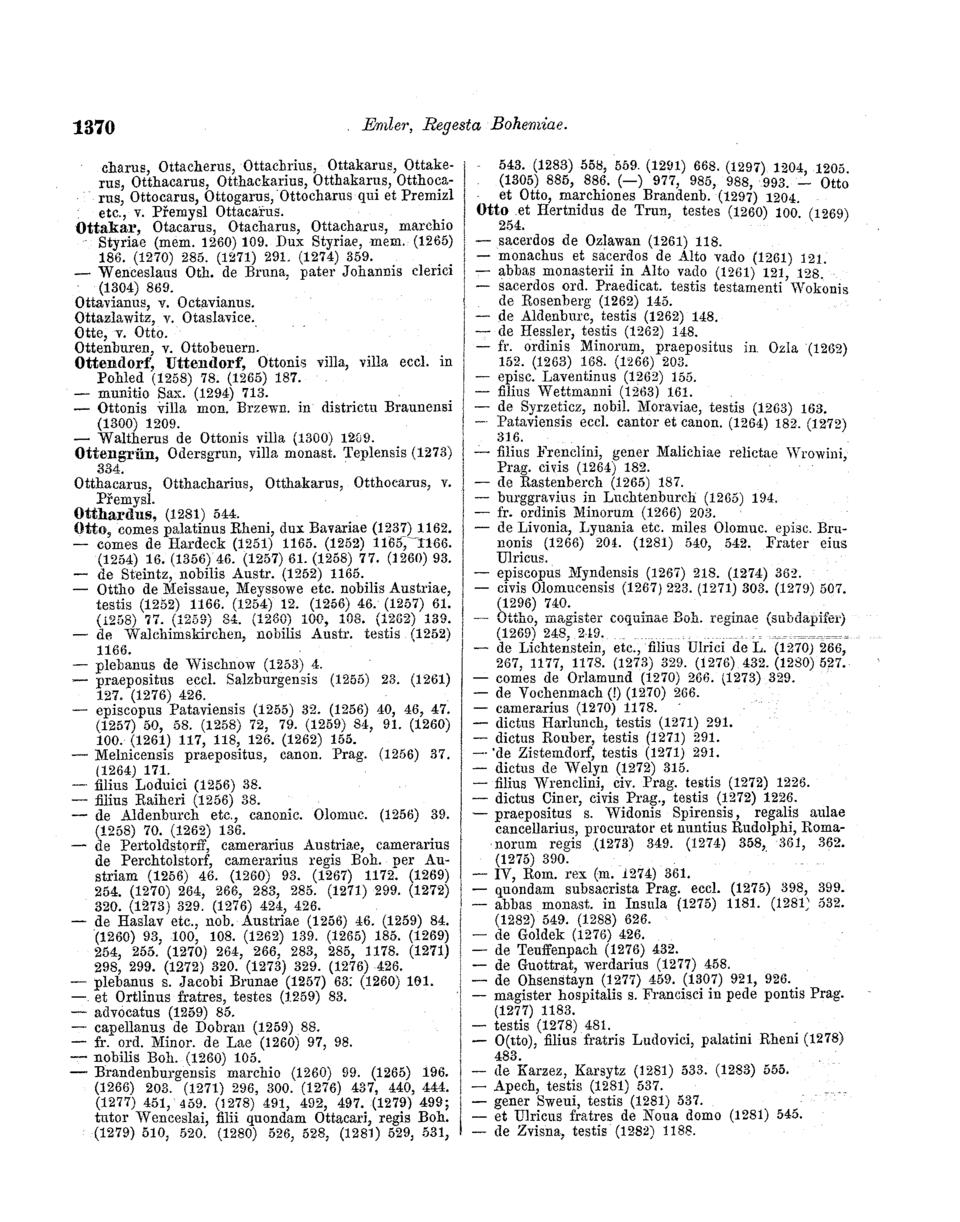 1370
Emler, Regesta Bohemiae.
charus, Ottacherus, Ottachrius, Ottakarus, Ottake-
rus, Otthacarus, Otthackarius, Otthakarus, Otthoca-
rus, Ottocarus, Ottogarus, Ottocharus qui et Premizl
etc., v. Přemysl Ottacarus.
Ottakar, Otacarus, Otacharus, Ottacharus, marchio
Styriae (mem. 1260) 109. Dux Styriae, mem. (1265)
186. (1270) 285. (1271) 291. (1274) 359.
— Wenceslaus Oth. de Bruna, pater Johannis clerici
(1304) 869.
Ottavianus, v. Octavianus.
Ottazlawitz, v. Otaslavice.
Otte, v. Otto.
Ottenburen, v. Ottobeuern.
Ottendorf, Uttendorf, Ottonis villa, villa eccl. in
Pohled (1258) 78. (1265) 187.
— munitio Sax. (1294) 713.
— Ottonis villa mon. Brzewn. in districtu Braunensi
(1300) 1209.
— Waltherus de Ottonis villa (1300) 1209.
Ottengrün, Odersgrun, villa monast. Teplensis (1273)
334.
Otthacarus, Otthacharius, Otthakarus, Otthocarus, v.
Přemysl.
Otthardus, (1281) 544.
Otto, comes palatinus Rheni, dux Bavariae (1237) 1162.
— comes de Hardeck (1251) 1165. (1252) 1165, 1166.
(1254) 16. (1356) 46. (1257) 61. (1258) 77. (1260) 93.
— de Steintz, nobilis Austr. (1252) 1165.
— Ottho de Meissaue, Meyssowe etc. nobilis Austriae,
testis (1252) 1166. (1254) 12. (1256) 46. (1257) 61.
(1258) 77. (1259) 84. (1260) 100, 108. (1262) 139.
— de Walchimskirchen, nobilis Austr. testis (1252)
1166.
— plebanus de Wischnow (1253) 4.
— praepositus eccl. Salzburgensis (1255) 23. (1261)
127. (1276) 426.
— episcopus Pataviensis (1255) 32. (1256) 40, 46, 47.
(1257) 50, 58. (1258) 72, 79. (1259) 84, 91. (1260)
100. (1261) 117, 118, 126. (1262) 155.
— Melnicensis praepositus, canon. Prag. (1256) 37.
(1264) 171.
— filius Loduici (1256) 38.
— filius Raiheri (1256) 38.
— de Aldenburch etc., canonic. Olomuc. (1256) 39.
(1258) 70. (1262) 136.
— de Pertoldstorff, camerarius Austriae, camerarius
de Perchtolstorf, camerarius regis Boh. per Au-
striam (1256) 46. (1260) 93. (1267) 1172. (1269)
254. (1270) 264, 266, 283, 285. (1271) 299. (1272)
320. (1273) 329. (1276) 424, 426.
— de Haslav etc., nob. Austriae (1256) 46. (1259) 84.
(1260) 93, 100, 108. (1262) 139. (1265) 185. (1269)
254, 255. (1270) 264, 266, 283, 285, 1178. (1271)
298, 299. (1272) 320. (1273) 329. (1276) 426.
— plebanus s. Jacobi Brunae (1257) 63. (1260) 101.
— et Ortlinus fratres, testes (1259) 83.
— advocatus (1259) 85.
— capellanus de Dobran (1259) 88.
— fr. ord. Minor. de Lae (1260) 97, 98.
— nobilis Boh. (1260) 105.
— Brandenburgensis marchio (1260) 99. (1265) 196.
(1266) 203. (1271) 296, 300. (1276) 437, 440, 444.
(1277) 451, 459. (1278) 491, 492, 497. (1279) 499;
tutor Wenceslai, filii quondam Ottacari, regis Boh.
(1279) 510, 520. (1280) 526, 528, (1281) 529, 531,
543. (1283) 558, 559. (1291) 668. (1297) 1204, 1205.
(1305) 885, 886. (—) 977, 985, 988, 993. — Otto
et Otto, marchiones Brandenb. (1297) 1204.
Otto et Hertnidus de Trun, testes (1260) 100. (1269)
254.
— sacerdos de Ozlawan (1261) 118.
— monachus et sacerdos de Alto vado (1261) 121.
— abbas monasterii in Alto vado (1261) 121, 128.
— sacerdos ord. Praedicat. testis testamenti Wokonis
de Rosenberg (1262) 145.
— de Aldenburc, testis (1262) 148.
— de Hessler, testis (1262) 148.
— fr. ordinis Minorum, praepositus in Ozla (1262)
152. (1263) 168. (1266) 203.
— episc. Laventinus (1262) 155.
— filius Wettmanni (1263) 161.
— de Syrzeticz, nobil. Moraviae, testis (1263) 163.
— Pataviensis eccl. cantor et canon. (1264) 182. (1272)
316.
— filius Frenclini, gener Malichiae relictae Wrowini,
Prag. civis (1264) 182.
— de Rastenberch (1265) 187.
— burggravius in Luchtenburch (1265) 194.
— fr. ordinis Minorum (1266) 203.
— de Livonia, Lyuania etc. miles Olomuc. episc. Bru-
nonis (1266) 204. (1281) 540, 542. Frater eius
Ulricus.
— episcopus Myndensis (1267) 218. (1274) 362.
— civis Olomucensis (1267) 223. (1271) 303. (1279) 507.
(1296) 740.
— Ottho, magister coquinae Boh. reginae (subdapifer)
(1269) 248, 249.
— de Lichtenstein, etc., filius Ulrici de L. (1270) 266,
267, 1177, 1178. (1273) 329. (1276) 432. (1280) 527.
— comes de Orlamund (1270) 266. (1273) 329.
— de Vochenmach (!) (1270) 266.
— camerarius (1270) 1178.
— dictus Harlunch, testis (1271) 291.
— dictus Rouber, testis (1271) 291.
— de Zistemdorf, testis (1271) 291.
— dictus de Welyn (1272) 315.
— filius Wrenclini, civ. Prag. testis (1272) 1226.
— dictus Ciner, civis Prag., testis (1272) 1226.
— praepositus s. Widonis Spirensis, regalis aulae
cancellarius, procurator et nuntius Rudolphi, Roma-
norum regis (1273) 349. (1274) 358, 361, 362.
(1275) 390.
— IV, Rom. rex (m. 1274) 361.
— quondam subsacrista Prag. eccl. (1275) 398, 399.
— abbas monast. in Insula (1275) 1181. (1281) 532.
(1282) 549. (1288) 626.
— de Goldek (1276) 426.
— de Teuffenpach (1276) 432.
— de Guottrat, werdarius (1277) 458.
— de Ohsenstayn (1277) 459. (1307) 921, 926.
— magister hospitalis s. Francisci in pede pontis Prag.
(1277) 1183.
— testis (1278) 481.
— O(tto), filius fratris Ludovici, palatini Rheni (1278)
483.
— de Karzez, Karsytz (1281) 533. (1283) 555.
— Apech, testis (1281) 537.
— gener Sweui, testis (1281) 537.
— et Ulricus fratres de Noua domo (1281) 545.
— de Zvisna, testis (1282) 1188.